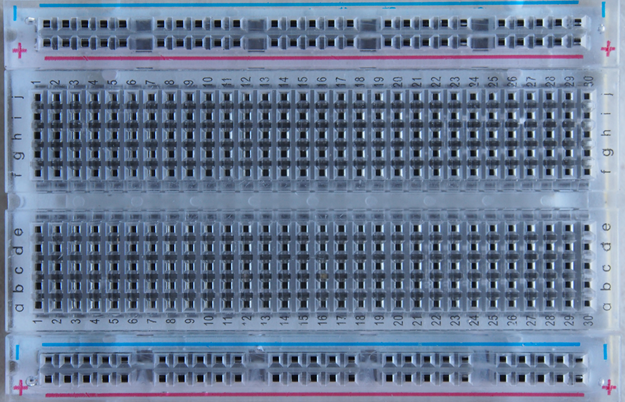 − −
+ +
1 2 3 4 5 6 7 8 9 10 11 12 13 14 15 16 17 18 19 20 21 22 23 24 25 26 27 28 29 30
j j
i i
h h
g g
f f
e e
d d
c c
b b
a a
1 2 3 4 5 6 7 8 9 10 11 12 13 14 15 16 17 18 19 20 21 22 23 24 25 26 27 28 29 30
− −
+ +